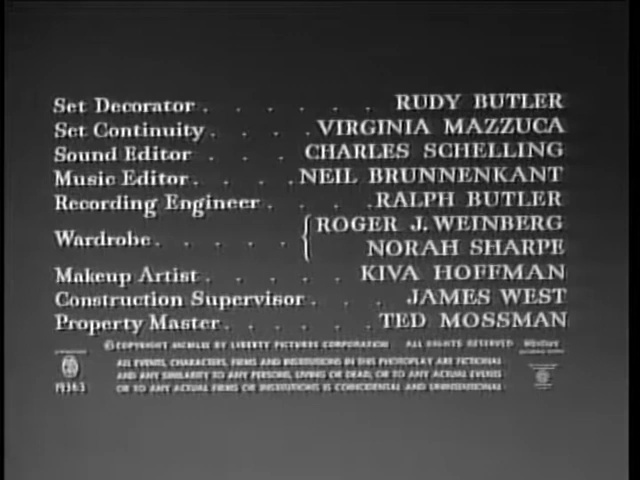 Set Decorator . . . . . . RUDY BUTLER
Set Continuity . . . . VIRGINIA MAZZUCA
Sound Editor . . . . CHARLES SCHELLING
Music Editor . . . . NEIL BRUNNENKANT
Recording Engineer . . . . RALPH BUTLER
Wardrobe . . . . . { ROGER J. WEINBERG
NORAH SHARPE
Makeup Artist . . . . . KIVA HOFFMAN
Construction Supervisor . . . JAMES WEST
Property Master . . . . . . TED MOSSMAN
© COPYRIGHT BY LIBERTY PICTURES CORPORATION ALL RIGHTS RESERVED
ALL EVENTS, CHARACTERS, FIRMS AND INSTITUTIONS IN THIS PHOTOPLAY ARE FICTIONAL
AND ANY SIMILARITY TO ANY PERSONS, LIVING OR DEAD, OR TO ANY ACTUAL EVENTS
OR TO ANY ACTUAL FIRMS OR INSTITUTIONS IS COINCIDENTAL AND UNINTENTIONAL